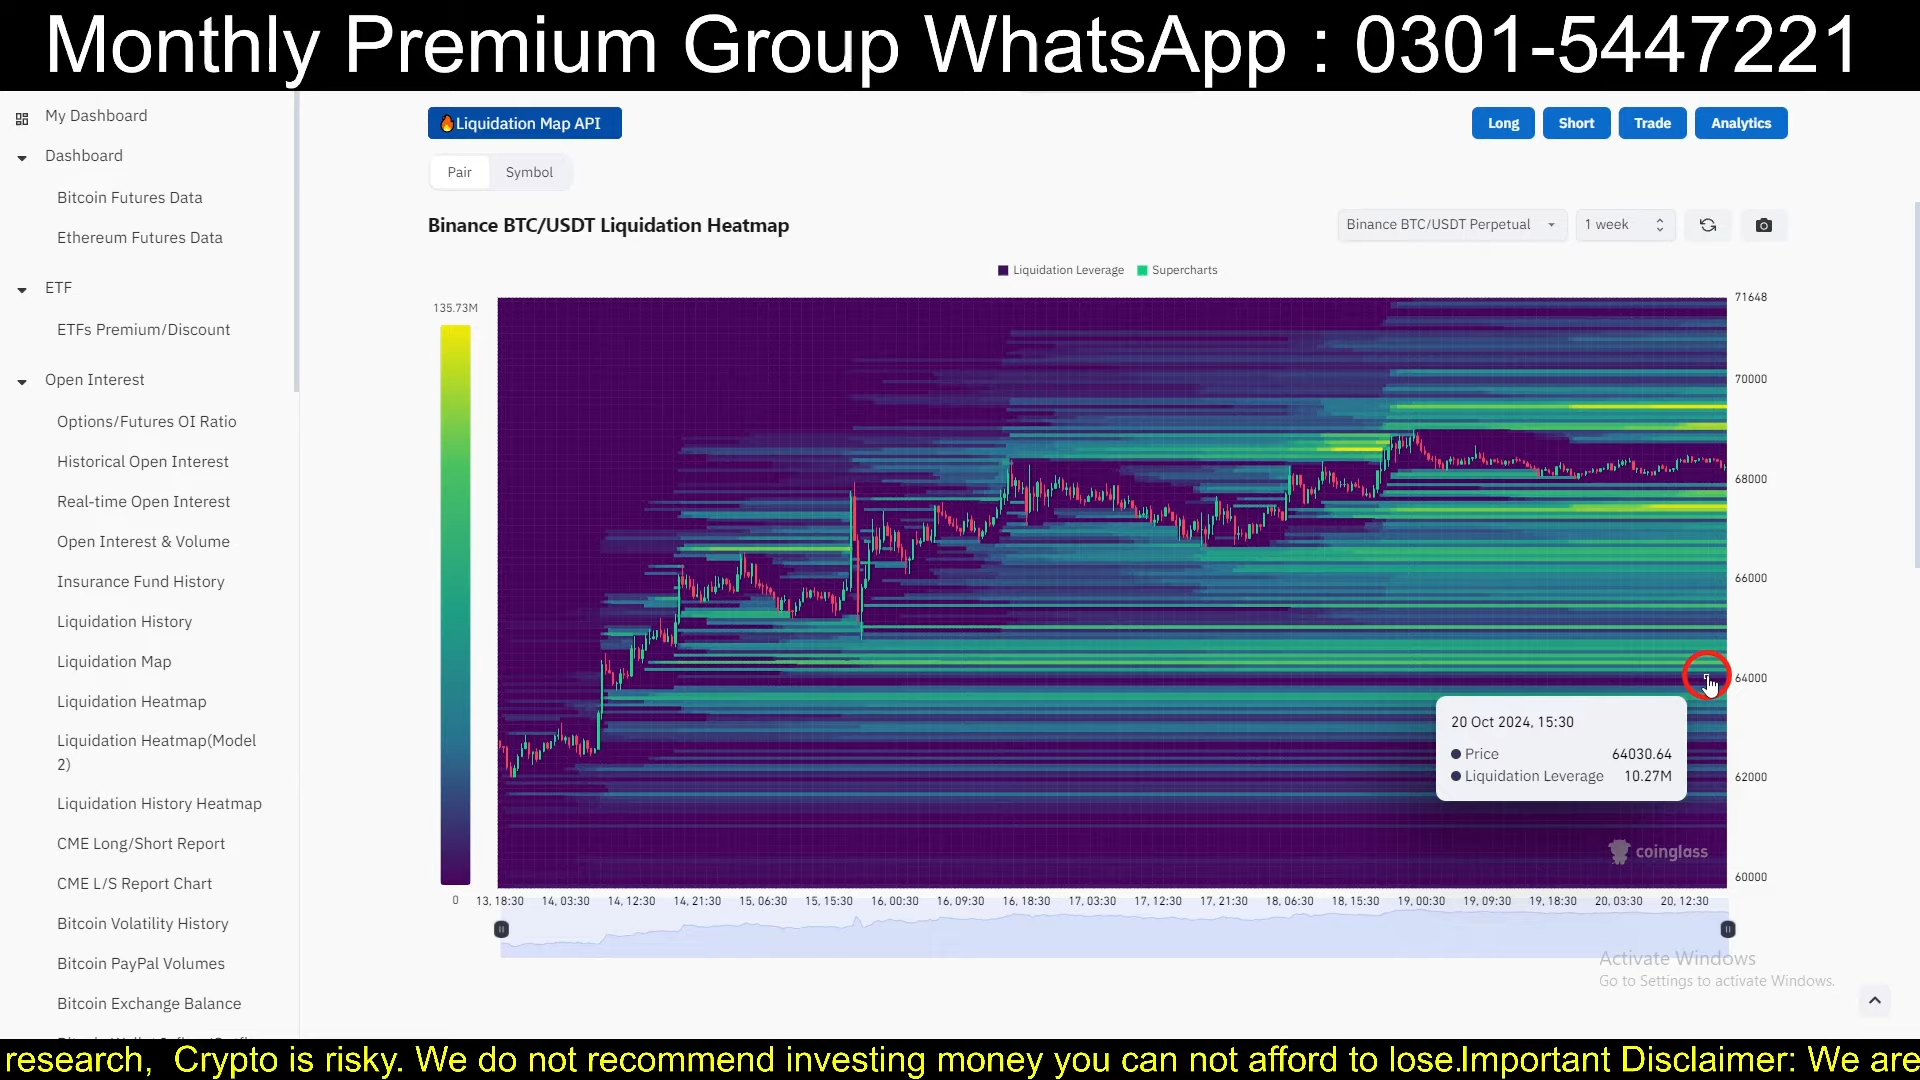 Monthly Premium Group WhatsApp : 0301-5447221
My Dashboard
Dashboard
Bitcoin Futures Data
Ethereum Futures Data
ETF
ETFs Premium/Discount
Open Interest
Options/Futures OI Ratio
Historical Open Interest
Real-time Open Interest
Open Interest & Volume
Insurance Fund History
Liquidation History
Liquidation Map
Liquidation Heatmap
Liquidation Heatmap(Model
2)
Liquidation History Heatmap
CME Long/Short Report
CME L/S Report Chart
Bitcoin Volatility History
Bitcoin PayPal Volumes
Bitcoin Exchange Balance
🔥Liquidation Map API
Long Short Trade Analytics
Pair Symbol
Binance BTC/USDT Liquidation Heatmap
Binance BTC/USDT Perpetual 1 week
Liquidation Leverage Supercharts
135.73M
0
71648
70000
68000
66000
64000
62000
60000
20 Oct 2024, 15:30
Price 64030.64
Liquidation Leverage 10.27M
coinglass
13, 18:30 14, 03:30 14, 12:30 14, 21:30 15, 06:30 15, 15:30 16, 00:30 16, 09:30 16, 18:30 17, 03:30 17, 12:30 17, 21:30 18, 06:30 18, 15:30 19, 00:30 19, 09:30 19, 18:30 20, 03:30 20, 12:30
Activate Windows
Go to Settings to activate Windows.
research, Crypto is risky. We do not recommend investing money you can not afford to lose.Important Disclaimer: We are